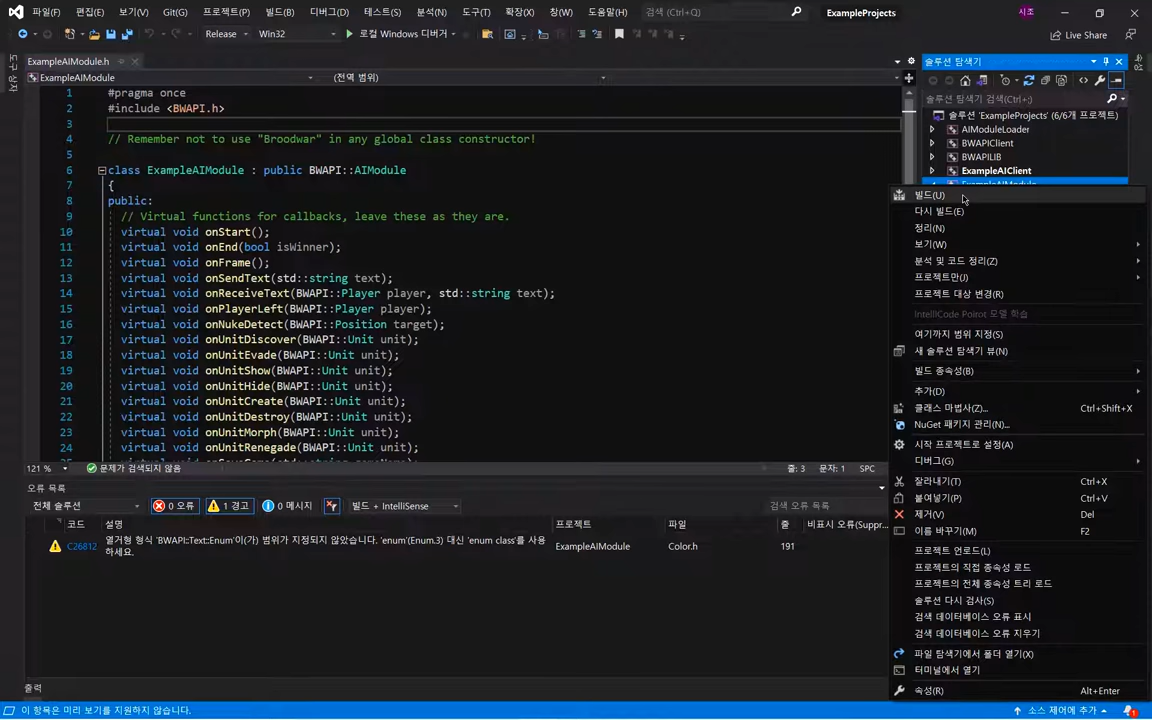 파일(F) 편집(E) 보기(V) Git(G) 프로젝트(P) 빌드(B) 디버그(D) 테스트(S) 분석(N) 도구(T) 확장(X) 창(W) 도움말(H) 검색 (Ctrl+Q) ExampleProjects 시조
Release Win32 로컬 Windows 디버거 Live Share
도구 상자
ExampleAIModule.h
ExampleAIModule (전역 범위)
1 #pragma once
2 #include <BWAPI.h>
3
4 // Remember not to use "Broodwar" in any global class constructor!
5
6 class ExampleAIModule : public BWAPI::AIModule
7 {
8 public:
9 // Virtual functions for callbacks, leave these as they are.
10 virtual void onStart();
11 virtual void onEnd(bool isWinner);
12 virtual void onFrame();
13 virtual void onSendText(std::string text);
14 virtual void onReceiveText(BWAPI::Player player, std::string text);
15 virtual void onPlayerLeft(BWAPI::Player player);
16 virtual void onNukeDetect(BWAPI::Position target);
17 virtual void onUnitDiscover(BWAPI::Unit unit);
18 virtual void onUnitEvade(BWAPI::Unit unit);
19 virtual void onUnitShow(BWAPI::Unit unit);
20 virtual void onUnitHide(BWAPI::Unit unit);
21 virtual void onUnitCreate(BWAPI::Unit unit);
22 virtual void onUnitDestroy(BWAPI::Unit unit);
23 virtual void onUnitMorph(BWAPI::Unit unit);
24 virtual void onUnitRenegade(BWAPI::Unit unit);
121 % 문제가 검색되지 않음 줄: 3 문자: 1 SPC
오류 목록
전체 솔루션 0 오류 1 경고 0 메시지 빌드 + IntelliSense 검색 오류 목록
코드 설명 프로젝트 파일 줄 비표시 오류(Suppr...
C26812 열거형 형식 'BWAPI::Text::Enum'이(가) 범위가 지정되지 않았습니다. 'enum'(Enum.3) 대신 'enum class'를 사용 ExampleAIModule Color.h 191
하세요.
출력
이 항목은 미리 보기를 지원하지 않습니다. 소스 제어에 추가 1
솔루션 탐색기
솔루션 탐색기 검색(Ctrl+;)
솔루션 'ExampleProjects' (6/6개 프로젝트)
AIModuleLoader
BWAPIClient
BWAPILIB
ExampleAIClient
ExampleAIModule
속성
빌드(U)
다시 빌드(E)
정리(N)
보기(W)
분석 및 코드 정리(Z)
프로젝트만(J)
프로젝트 대상 변경(R)
IntelliCode Poirot 모델 학습
여기까지 범위 지정(S)
새 솔루션 탐색기 뷰(N)
빌드 종속성(B)
추가(D)
클래스 마법사(Z)... Ctrl+Shift+X
NuGet 패키지 관리(N)...
시작 프로젝트로 설정(A)
디버그(G)
잘라내기(T) Ctrl+X
붙여넣기(P) Ctrl+V
제거(V) Del
이름 바꾸기(M) F2
프로젝트 언로드(L)
프로젝트의 직접 종속성 로드
프로젝트의 전체 종속성 트리 로드
솔루션 다시 검사(S)
검색 데이터베이스 오류 표시
검색 데이터베이스 오류 지우기
파일 탐색기에서 폴더 열기(X)
터미널에서 열기
속성(R) Alt+Enter